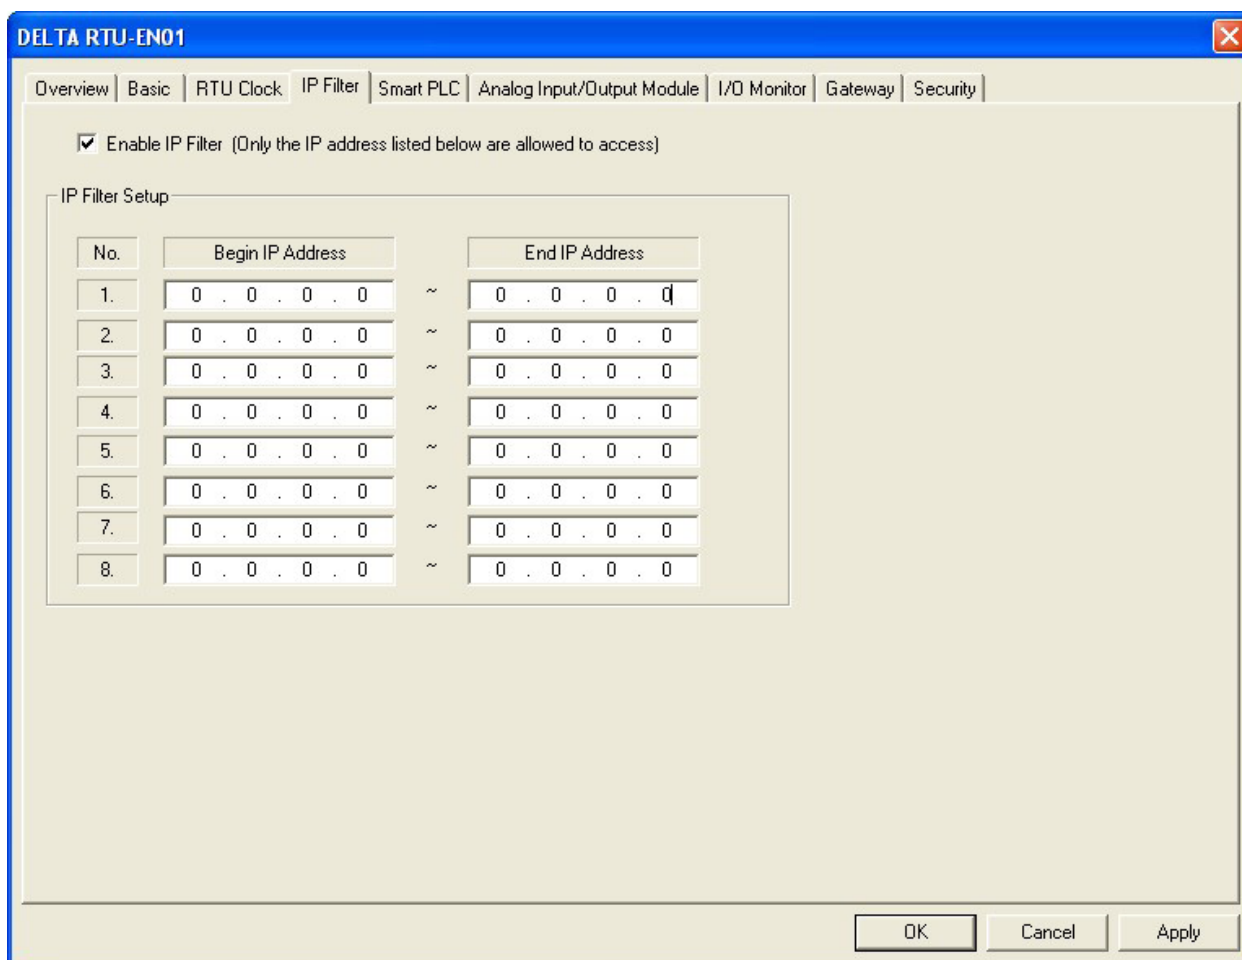 DELTA RTU-EN01
Overview Basic RTU Clock IP Filter Smart PLC Analog Input/Output Module I/O Monitor Gateway Security
Enable IP Filter (Only the IP address listed below are allowed to access)
IP Filter Setup
No. Begin IP Address End IP Address
1. 0 . 0 . 0 . 0 ~ 0 . 0 . 0 . 0
2. 0 . 0 . 0 . 0 ~ 0 . 0 . 0 . 0
3. 0 . 0 . 0 . 0 ~ 0 . 0 . 0 . 0
4. 0 . 0 . 0 . 0 ~ 0 . 0 . 0 . 0
5. 0 . 0 . 0 . 0 ~ 0 . 0 . 0 . 0
6. 0 . 0 . 0 . 0 ~ 0 . 0 . 0 . 0
7. 0 . 0 . 0 . 0 ~ 0 . 0 . 0 . 0
8. 0 . 0 . 0 . 0 ~ 0 . 0 . 0 . 0
OK Cancel Apply